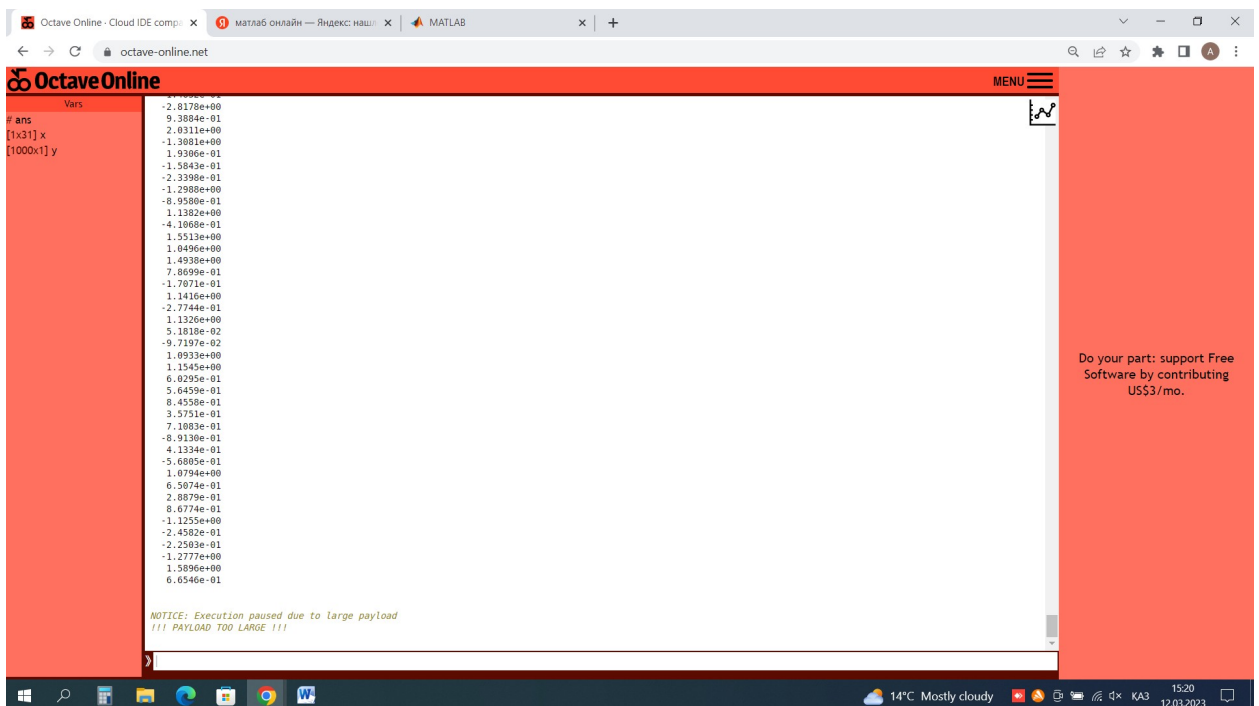 Octave Online · Cloud IDE compa
матлаб онлайн — Яндекс: наш
MATLAB
octave-online.net
Octave Online
MENU
Vars
# ans
[1x31] x
[1000x1] y
-2.8178e+00
9.3884e-01
2.0311e+00
-1.3081e+00
1.9306e-01
-1.5843e-01
-2.3398e-01
-1.2988e+00
-8.9580e-01
1.1382e+00
-4.1068e-01
1.5513e+00
1.0496e+00
1.4938e+00
7.8699e-01
-1.7071e-01
1.1416e+00
-2.7744e-01
1.1326e+00
5.1818e-02
-9.7197e-02
1.0933e+00
1.1545e+00
6.0295e-01
5.6459e-01
8.4558e-01
3.5751e-01
7.1083e-01
-8.9130e-01
4.1334e-01
-5.6805e-01
1.0794e+00
6.5074e-01
2.8879e-01
8.6774e-01
-1.1255e+00
-2.4582e-01
-2.2503e-01
-1.2777e+00
1.5896e+00
6.6546e-01
NOTICE: Execution paused due to large payload
!!! PAYLOAD TOO LARGE !!!
Do your part: support Free
Software by contributing
US$3/mo.
14°C Mostly cloudy
ҚАЗ
15:20
12.03.2023